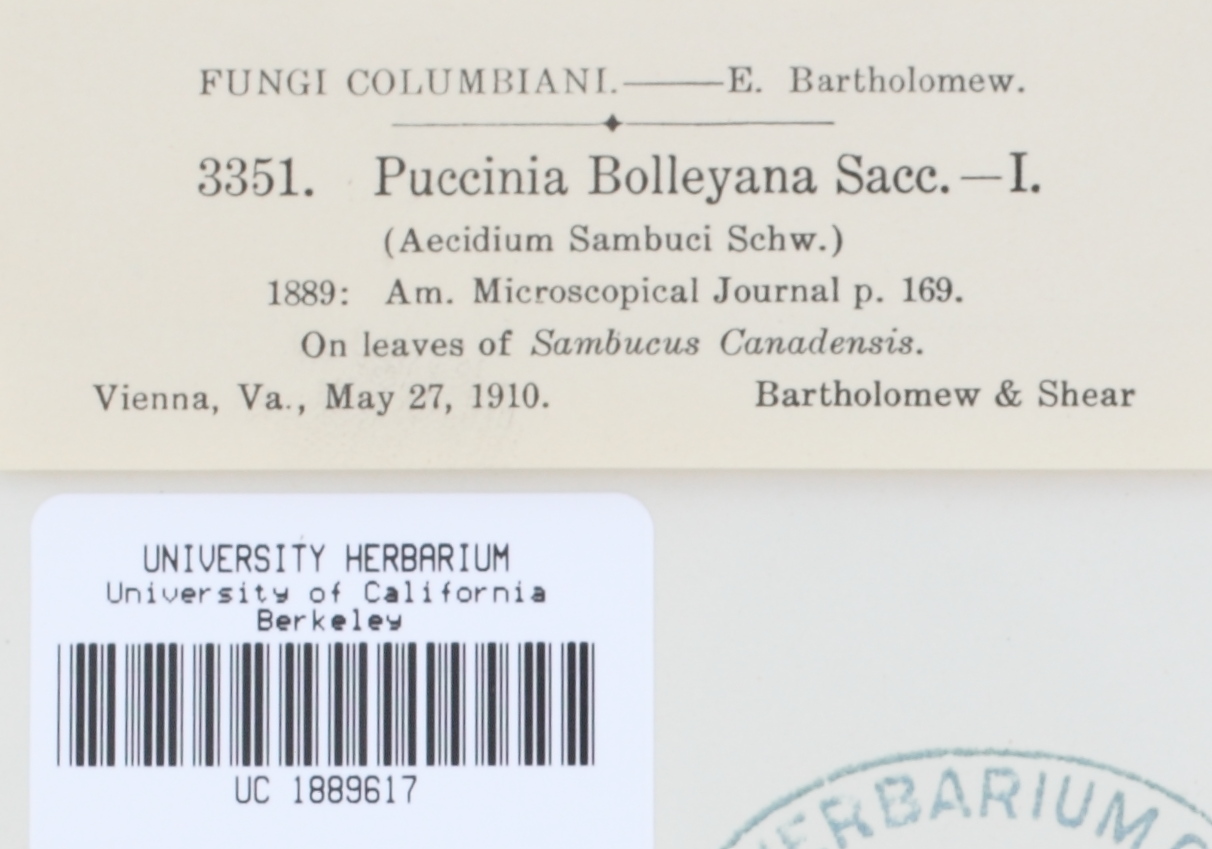 FUNGI COLUMBIANI.——E. Bartholomew.
3351. Puccinia Bolleyana Sacc.—I.
(Aecidium Sambuci Schw.)
1889: Am. Microscopical Journal p. 169.
On leaves of Sambucus Canadensis.
Vienna, Va., May 27, 1910. Bartholomew & Shear
UNIVERSITY HERBARIUM
University of California
Berkeley
UC 1889617
HERBARIUM